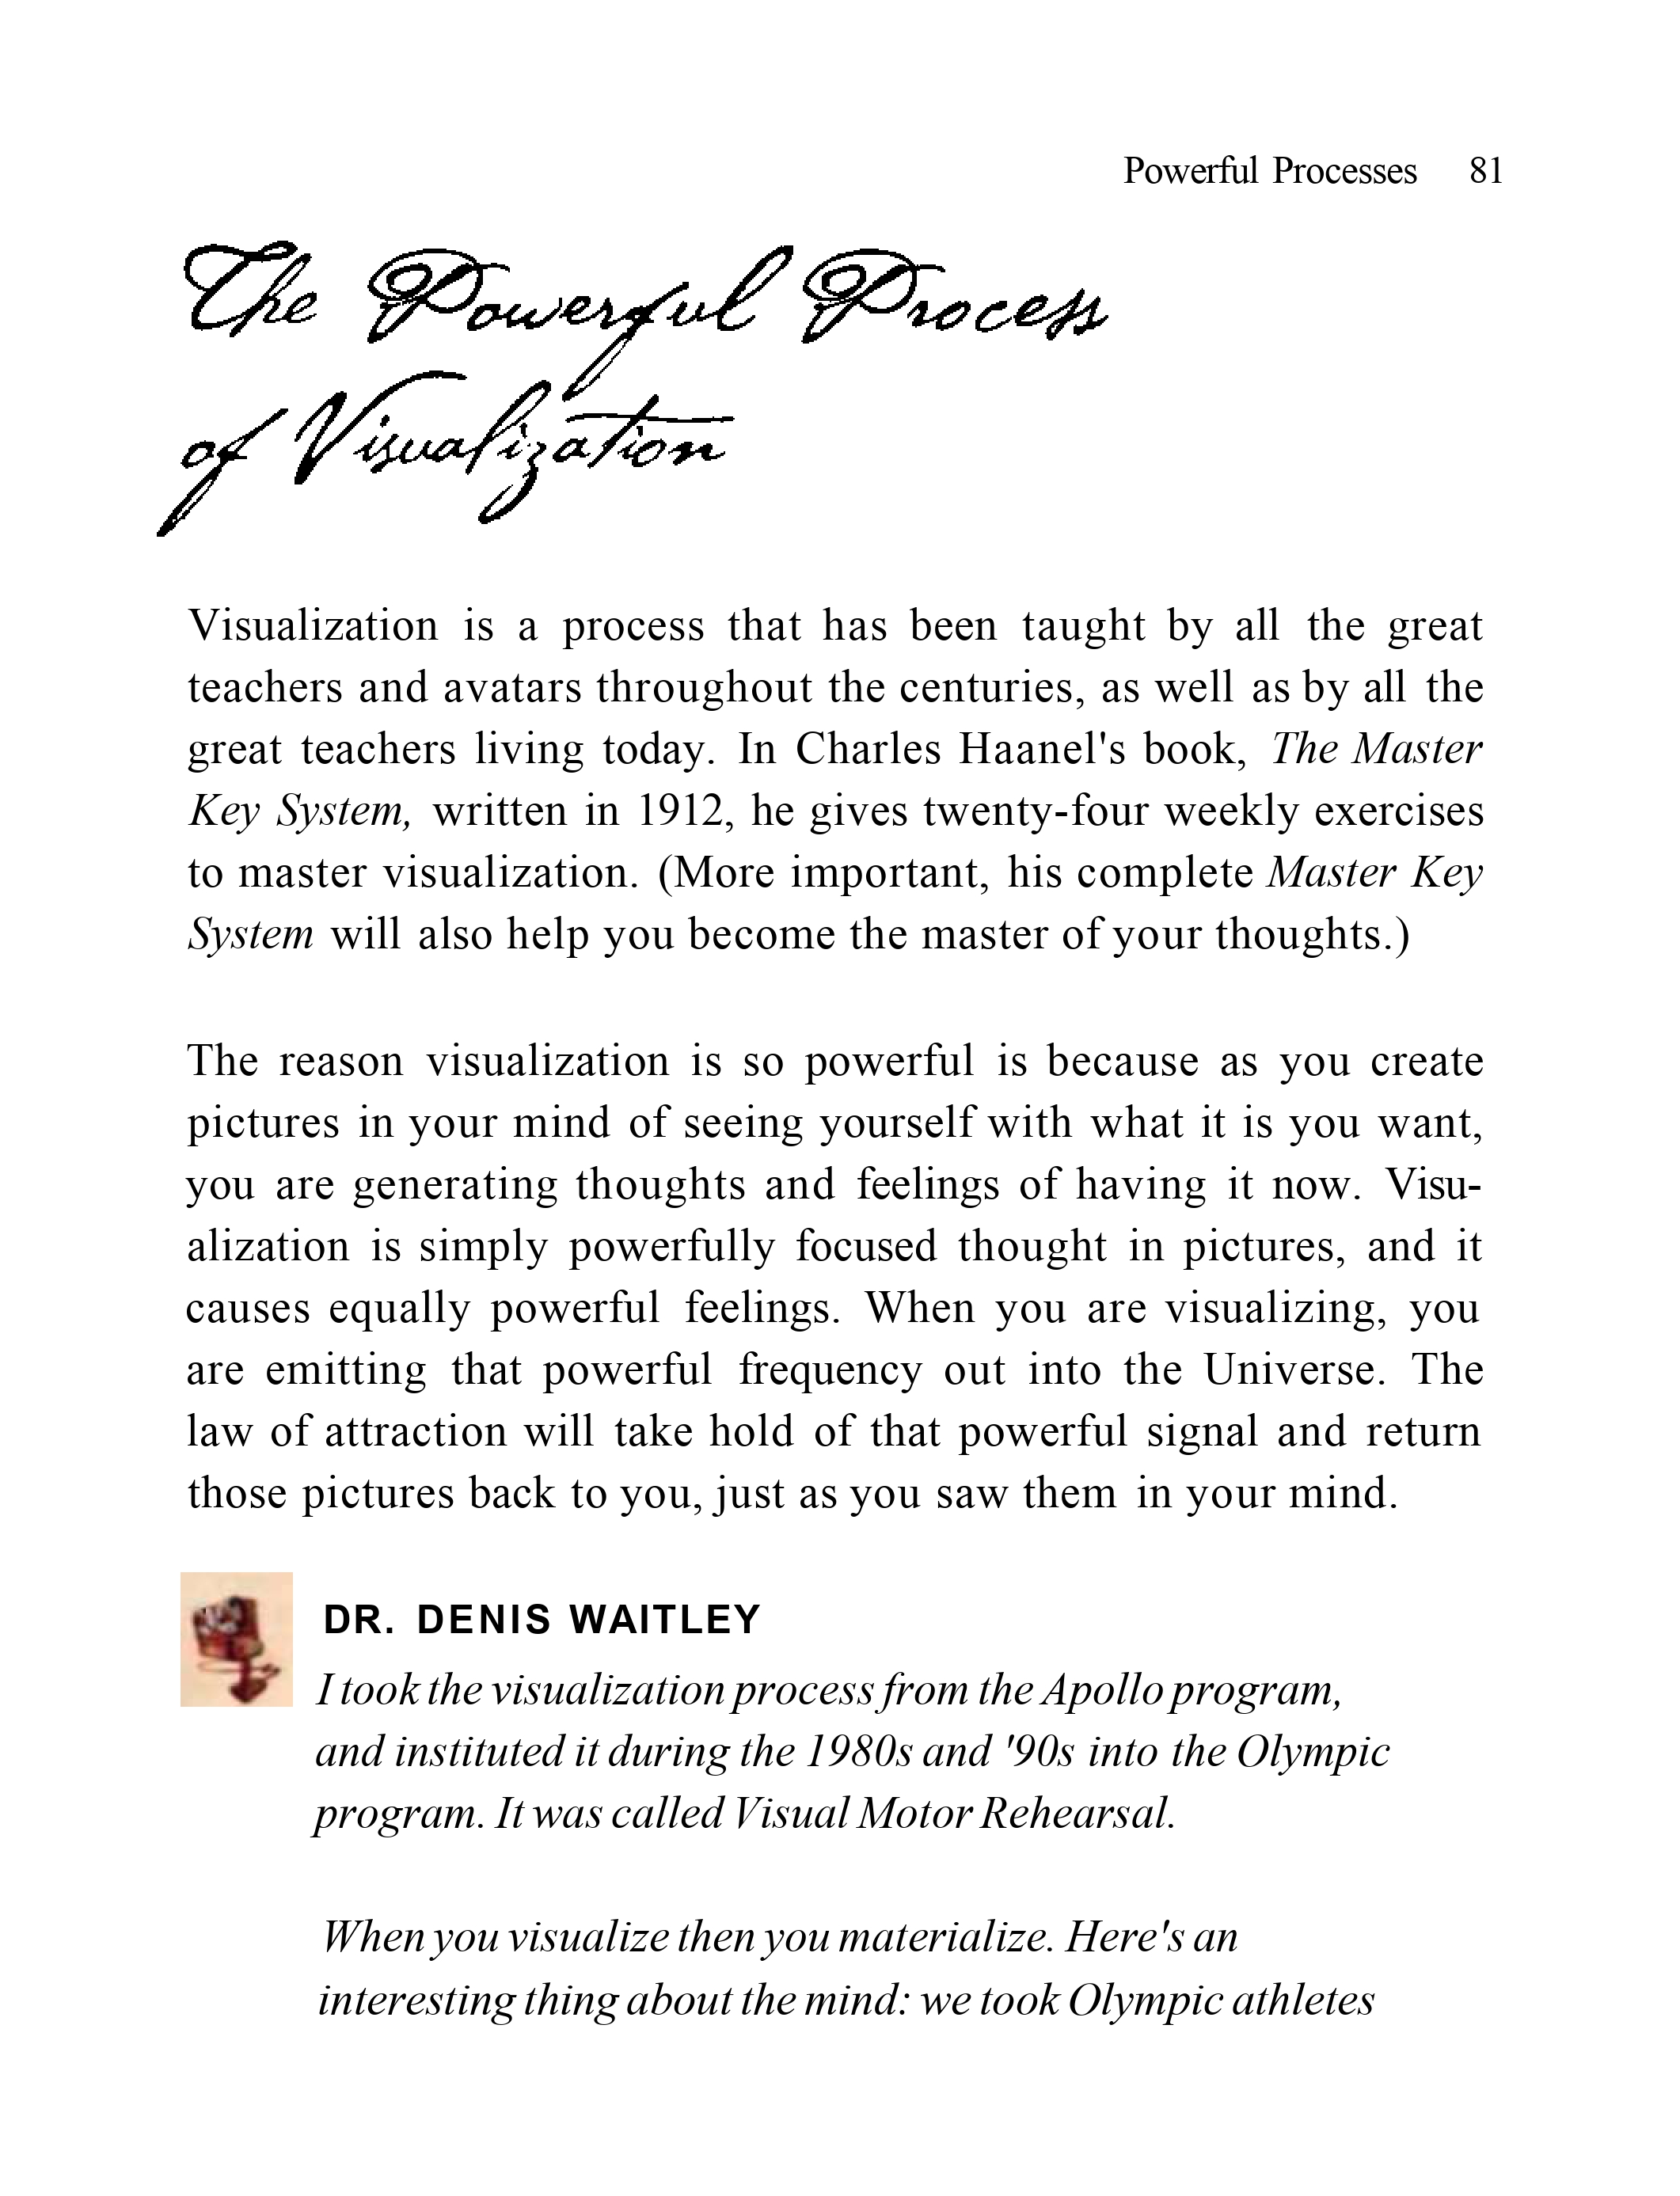 Powerful Processes 81
The Powerful Process
of Visualization
Visualization is a process that has been taught by all the great
teachers and avatars throughout the centuries, as well as by all the
great teachers living today. In Charles Haanel's book, The Master
Key System, written in 1912, he gives twenty-four weekly exercises
to master visualization. (More important, his complete Master Key
System will also help you become the master of your thoughts.)
The reason visualization is so powerful is because as you create
pictures in your mind of seeing yourself with what it is you want,
you are generating thoughts and feelings of having it now. Visu-
alization is simply powerfully focused thought in pictures, and it
causes equally powerful feelings. When you are visualizing, you
are emitting that powerful frequency out into the Universe. The
law of attraction will take hold of that powerful signal and return
those pictures back to you, just as you saw them in your mind.
DR. DENIS WAITLEY
I took the visualization process from the Apollo program,
and instituted it during the 1980s and '90s into the Olympic
program. It was called Visual Motor Rehearsal.
When you visualize then you materialize. Here's an
interesting thing about the mind: we took Olympic athletes